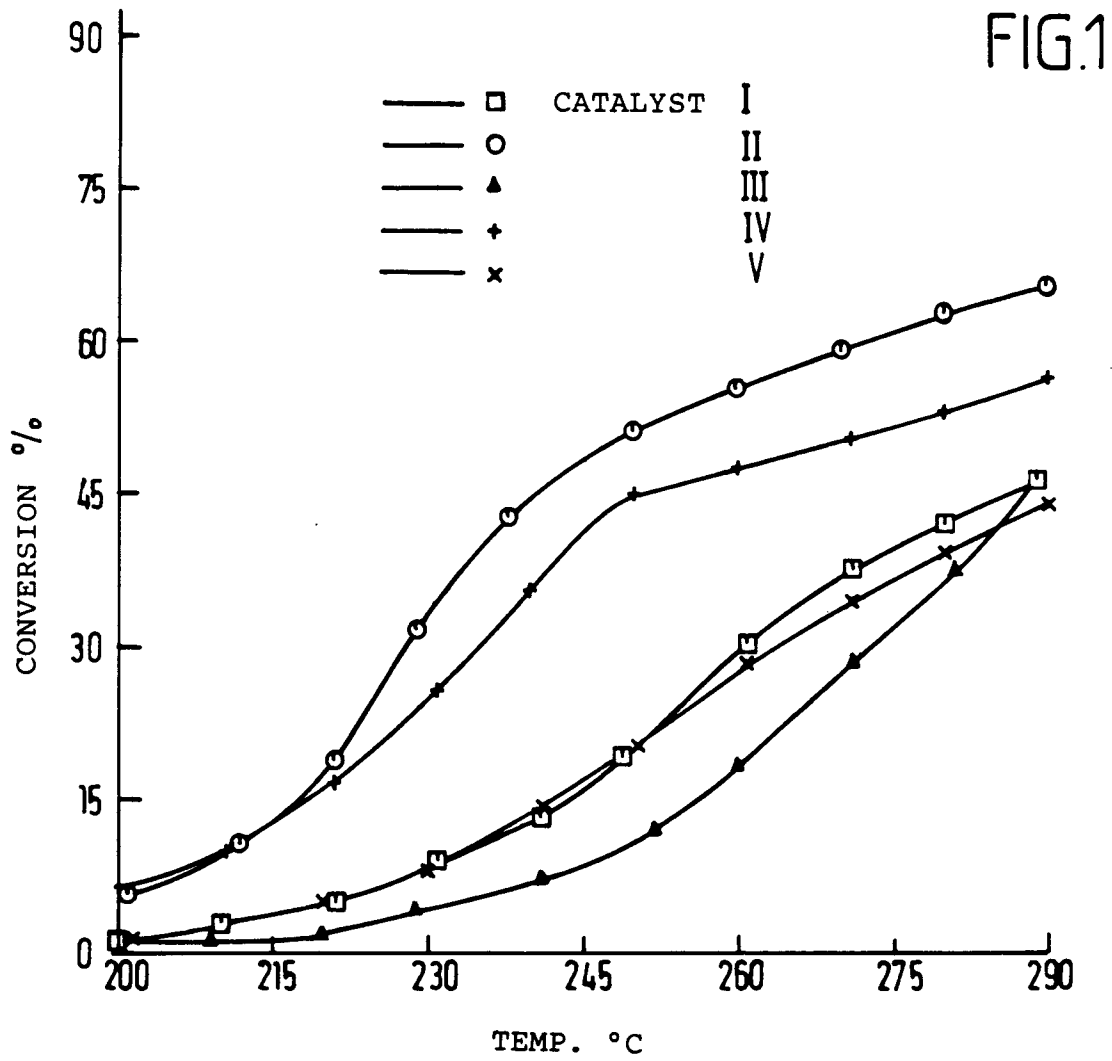 FIG.1
90
CATALYST I
II
III
IV
V
75
60
45
30
15
0
CONVERSION %
200 215 230 245 260 275 290
TEMP. °C